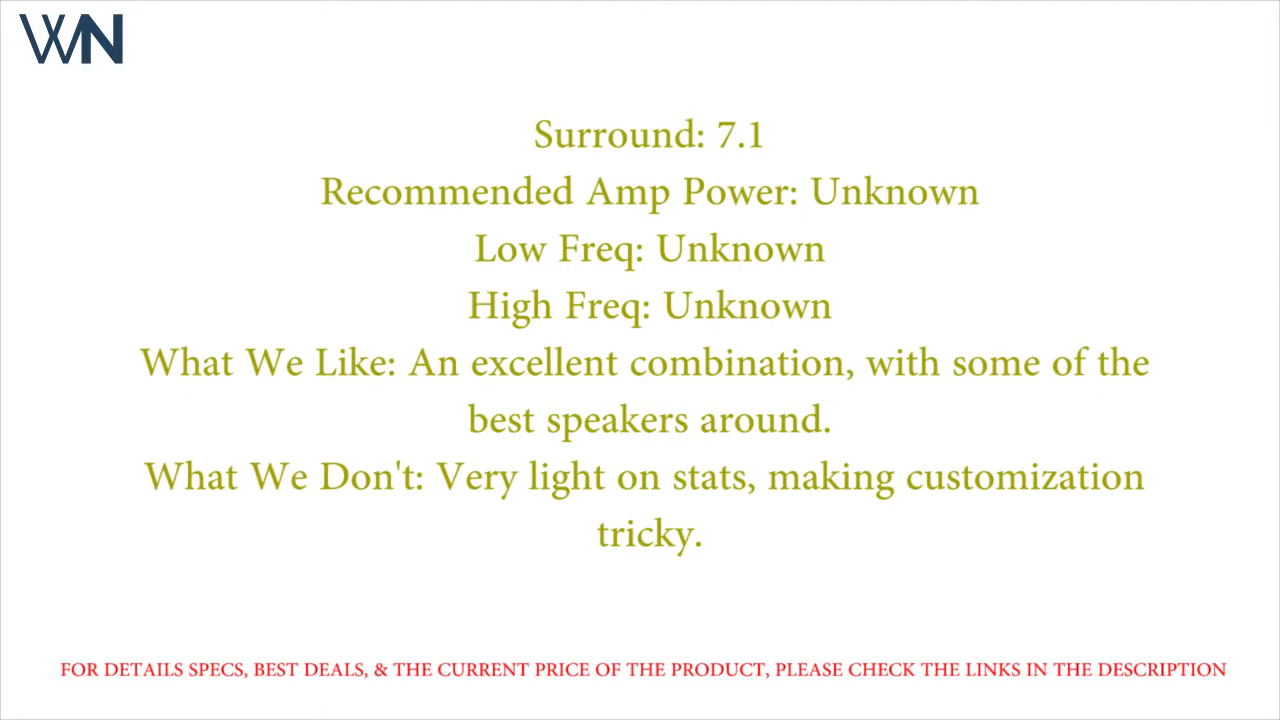 WN
Surround: 7.1
Recommended Amp Power: Unknown
Low Freq: Unknown
High Freq: Unknown
What We Like: An excellent combination, with some of the
best speakers around.
What We Don't: Very light on stats, making customization
tricky.
FOR DETAILS SPECS, BEST DEALS, & THE CURRENT PRICE OF THE PRODUCT, PLEASE CHECK THE LINKS IN THE DESCRIPTION